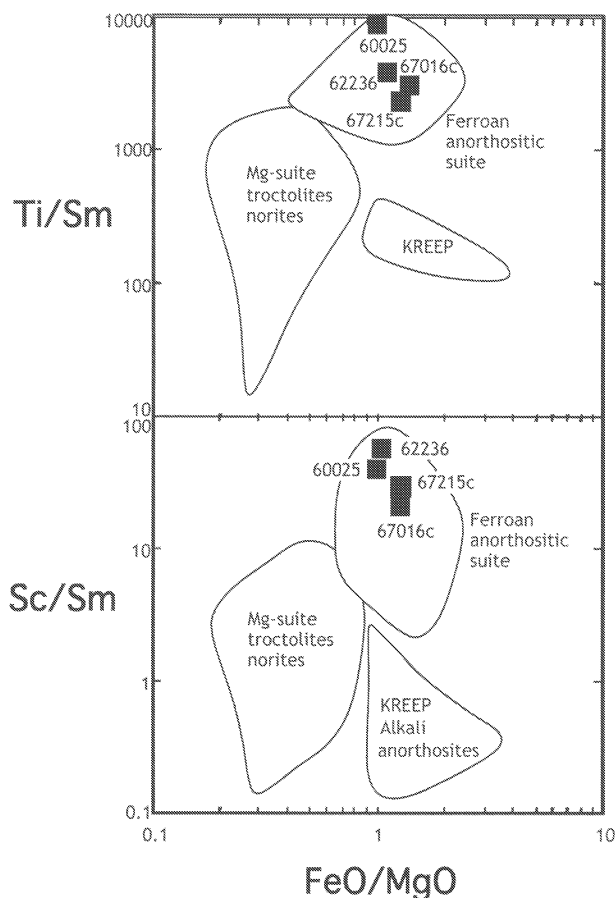 10000
60025
67016c
62236
67215c
Ferroan
anorthositic
suite
1000
Mg-suite
troctolites
norites
Ti/Sm
KREEP
100
10
100
62236
60025
67215c
67016c
Ferroan
anorthositic
suite
10
Sc/Sm
Mg-suite
troctolites
norites
1
KREEP
Alkali
anorthosites
0.1
0.1
1
10
FeO/MgO